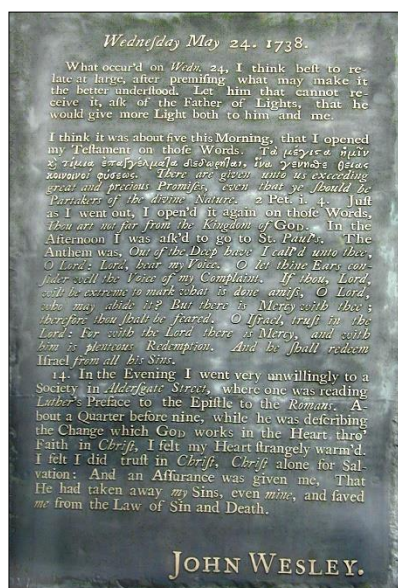 Wednesday May 24. 1738.
What occur'd on Wedn. 24, I think best to re-
late at large, after premising what may make it
the better understood. Let him that cannot re-
ceive it, ask of the Father of Lights, that he
would give more Light both to him and me.
I think it was about five this Morning, that I opened
my Testament on those Words. Τὰ μέγιστα ἡμῖν
ϗ τίμια ἐπαγγέλματα δεδώρηται, ἵνα γένησθε θείας
κοινωνοὶ φύσεως. There are given unto us exceeding
great and precious Promises, even that ye should be
Partakers of the divine Nature. 2 Pet. i. 4. Just
as I went out, I open'd it again on those Words,
Thou art not far from the Kingdom of GOD. In the
Afternoon I was ask'd to go to St. Paul's. The
Anthem was, Out of the Deep have I call'd unto thee,
O Lord: Lord, hear my Voice. O let thine Ears con-
sider well the Voice of my Complaint. If thou, Lord,
wilt be extreme to mark what is done amiss, O Lord,
who may abide it? But there is Mercy with thee;
therefore thou shalt be feared. O Israel, trust in the
Lord: For with the Lord there is Mercy, and with
him is plenteous Redemption. And he shall redeem
Israel from all his Sins.
14. In the Evening I went very unwillingly to a
Society in Aldersgate Street, where one was reading
Luther's Preface to the Epistle to the Romans. A-
bout a Quarter before nine, while he was describing
the Change which GOD works in the Heart thro'
Faith in Christ, I felt my Heart strangely warm'd.
I felt I did trust in Christ, Christ alone for Sal-
vation: And an Assurance was given me, That
He had taken away my Sins, even mine, and saved
me from the Law of Sin and Death.
JOHN WESLEY.